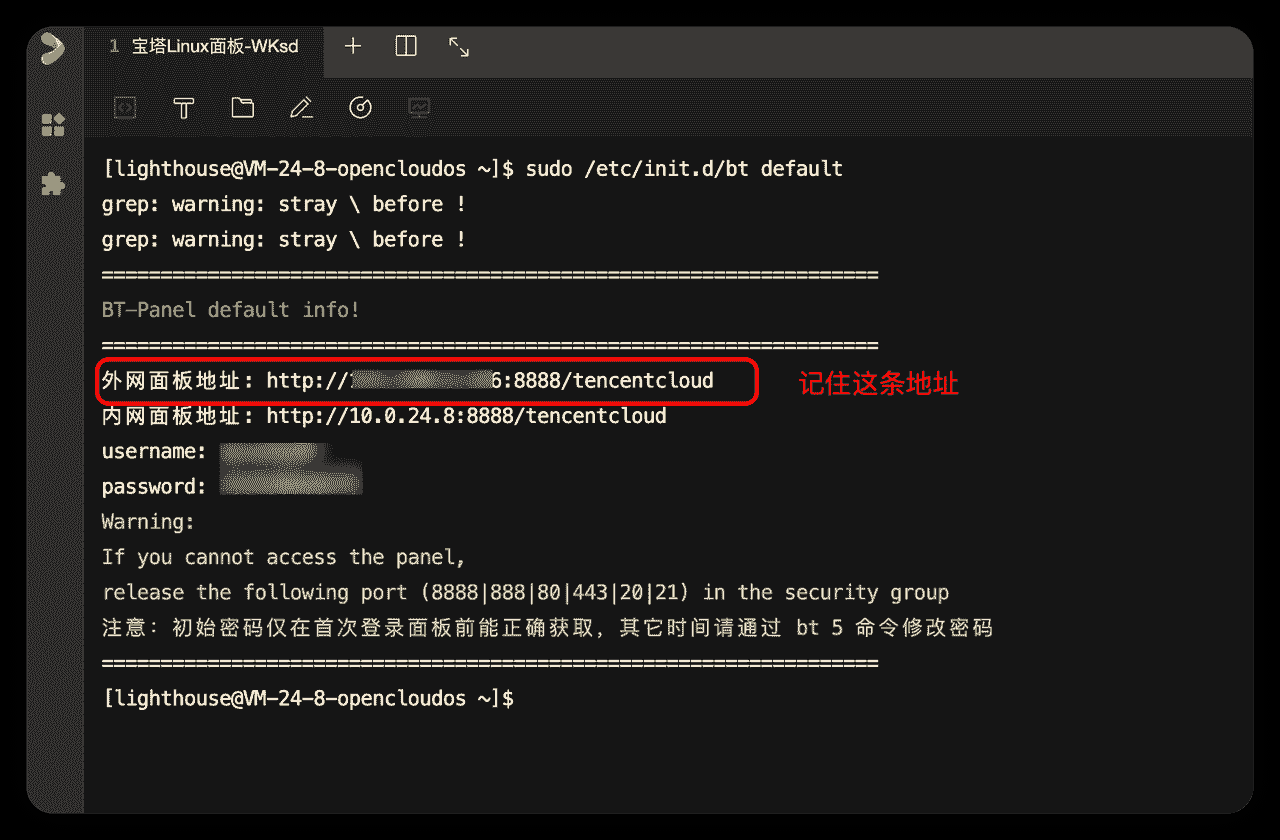 1 宝塔Linux面板-WKsd
[lighthouse@VM-24-8-opencloudos ~]$ sudo /etc/init.d/bt default
grep: warning: stray \ before !
grep: warning: stray \ before !
==================================================================
BT-Panel default info!
==================================================================
外网面板地址: http:// 6:8888/tencentcloud
记住这条地址
内网面板地址: http://10.0.24.8:8888/tencentcloud
username:
password:
Warning:
If you cannot access the panel,
release the following port (8888|888|80|443|20|21) in the security group
注意: 初始密码仅在首次登录面板前能正确获取, 其它时间请通过 bt 5 命令修改密码
==================================================================
[lighthouse@VM-24-8-opencloudos ~]$